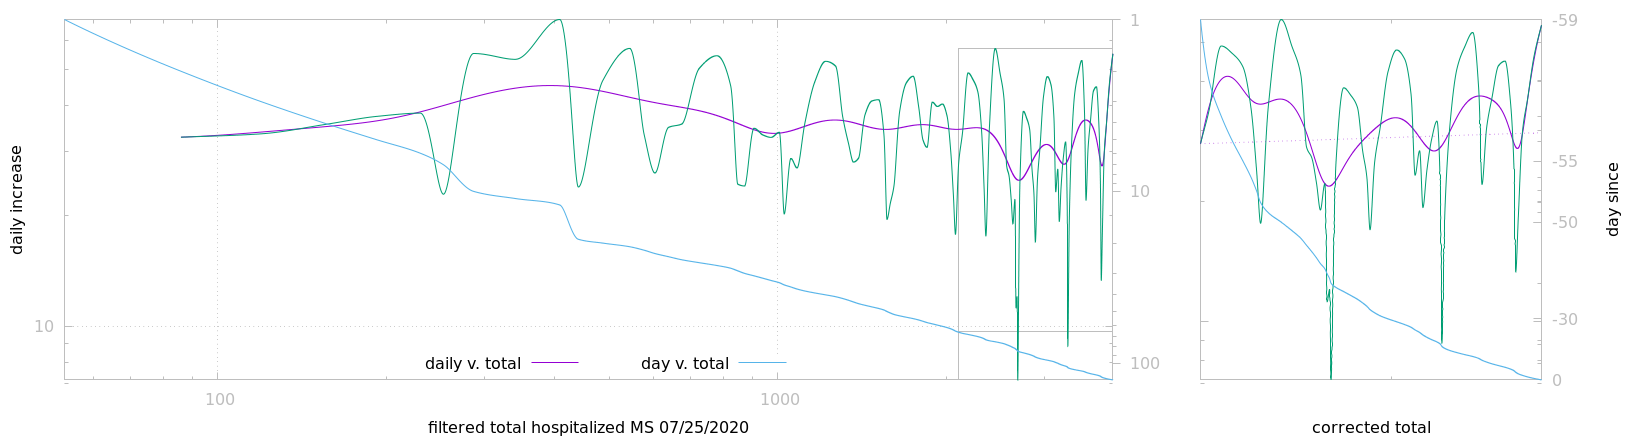 1
10
100
daily increase
10
daily v. total
day v. total
100
1000
filtered total hospitalized MS 07/25/2020
-59
-55
-50
-30
0
day since
corrected total